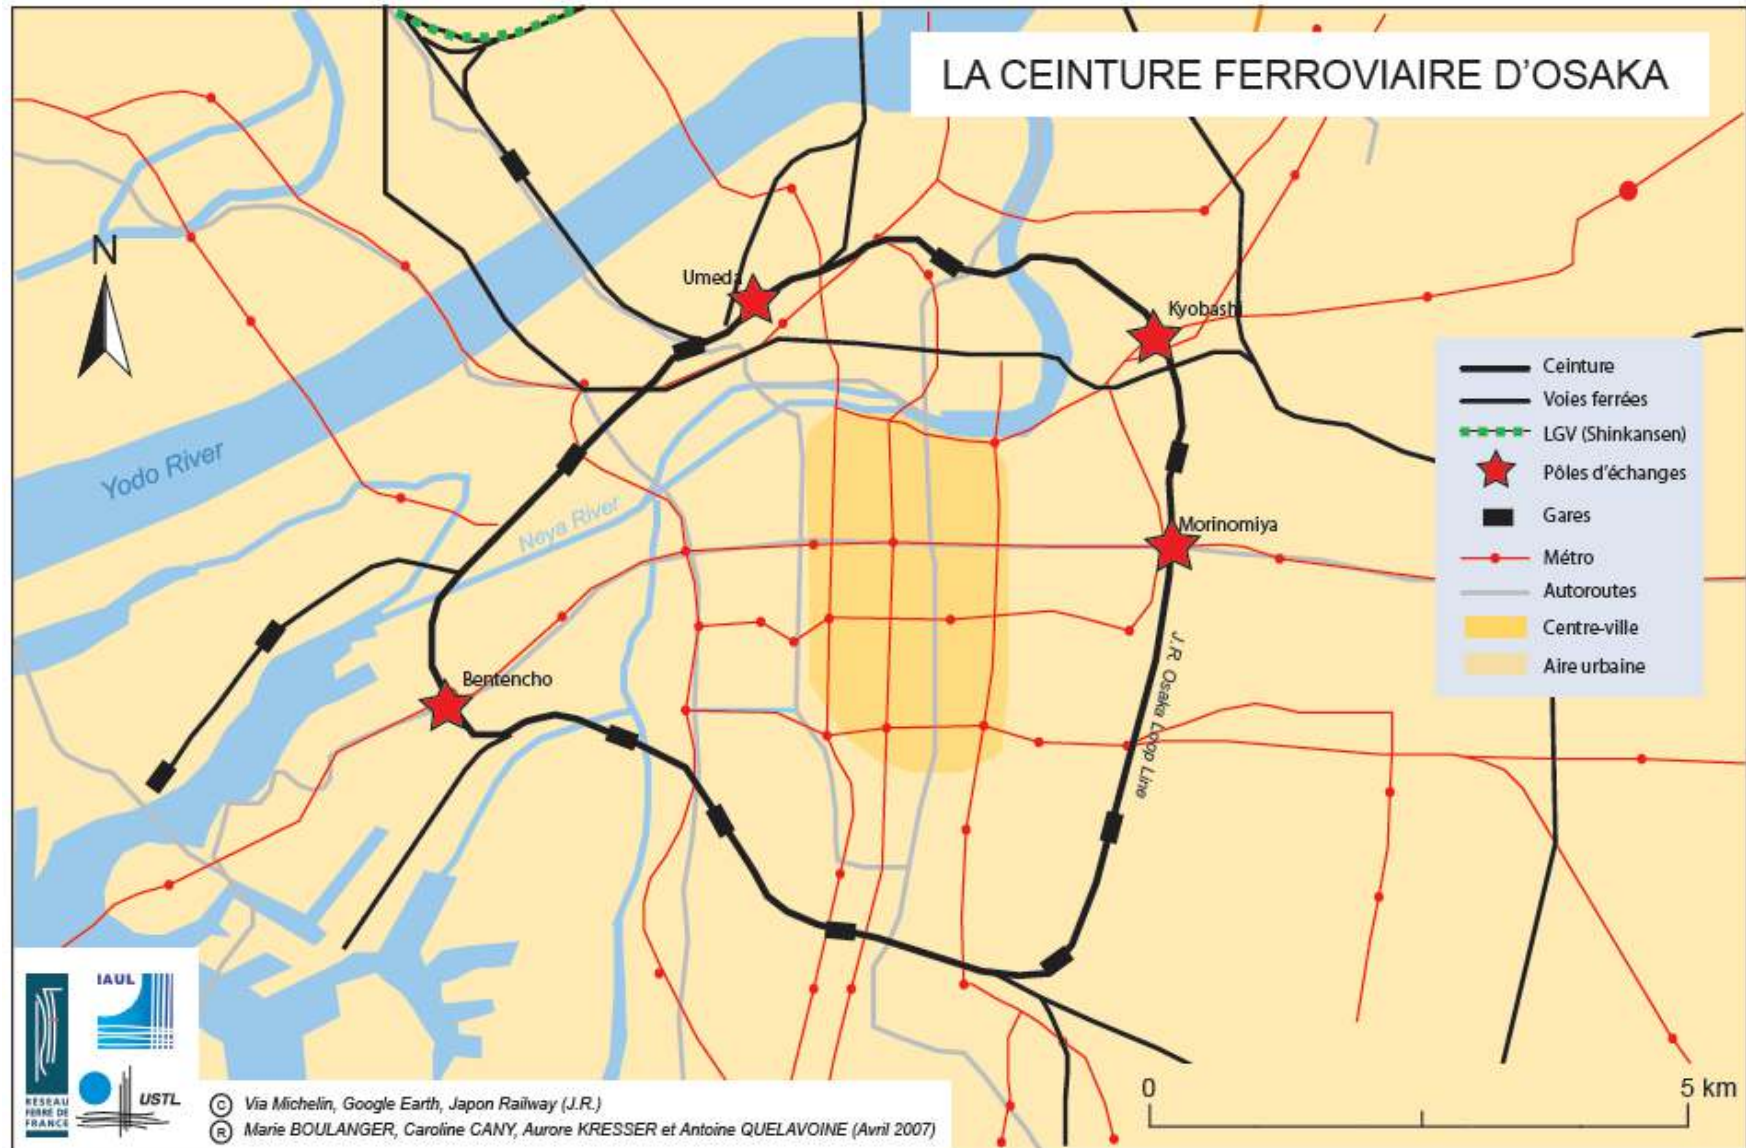 LA CEINTURE FERROVIAIRE D'OSAKA
N
Umeda
Kyobashi
Yodo River
Neya River
Morinomiya
Bentencho
J.R. Osaka Loop Line
Ceinture
Voies ferrées
LGV (Shinkansen)
Pôles d'échanges
Gares
Métro
Autoroutes
Centre-ville
Aire urbaine
IAUL
RÉSEAU
FERRÉ DE
FRANCE
USTL
C Via Michelin, Google Earth, Japon Railway (J.R.)
R Marie BOULANGER, Caroline CANY, Aurore KRESSER et Antoine QUELAVOINE (Avril 2007)
0 5 km